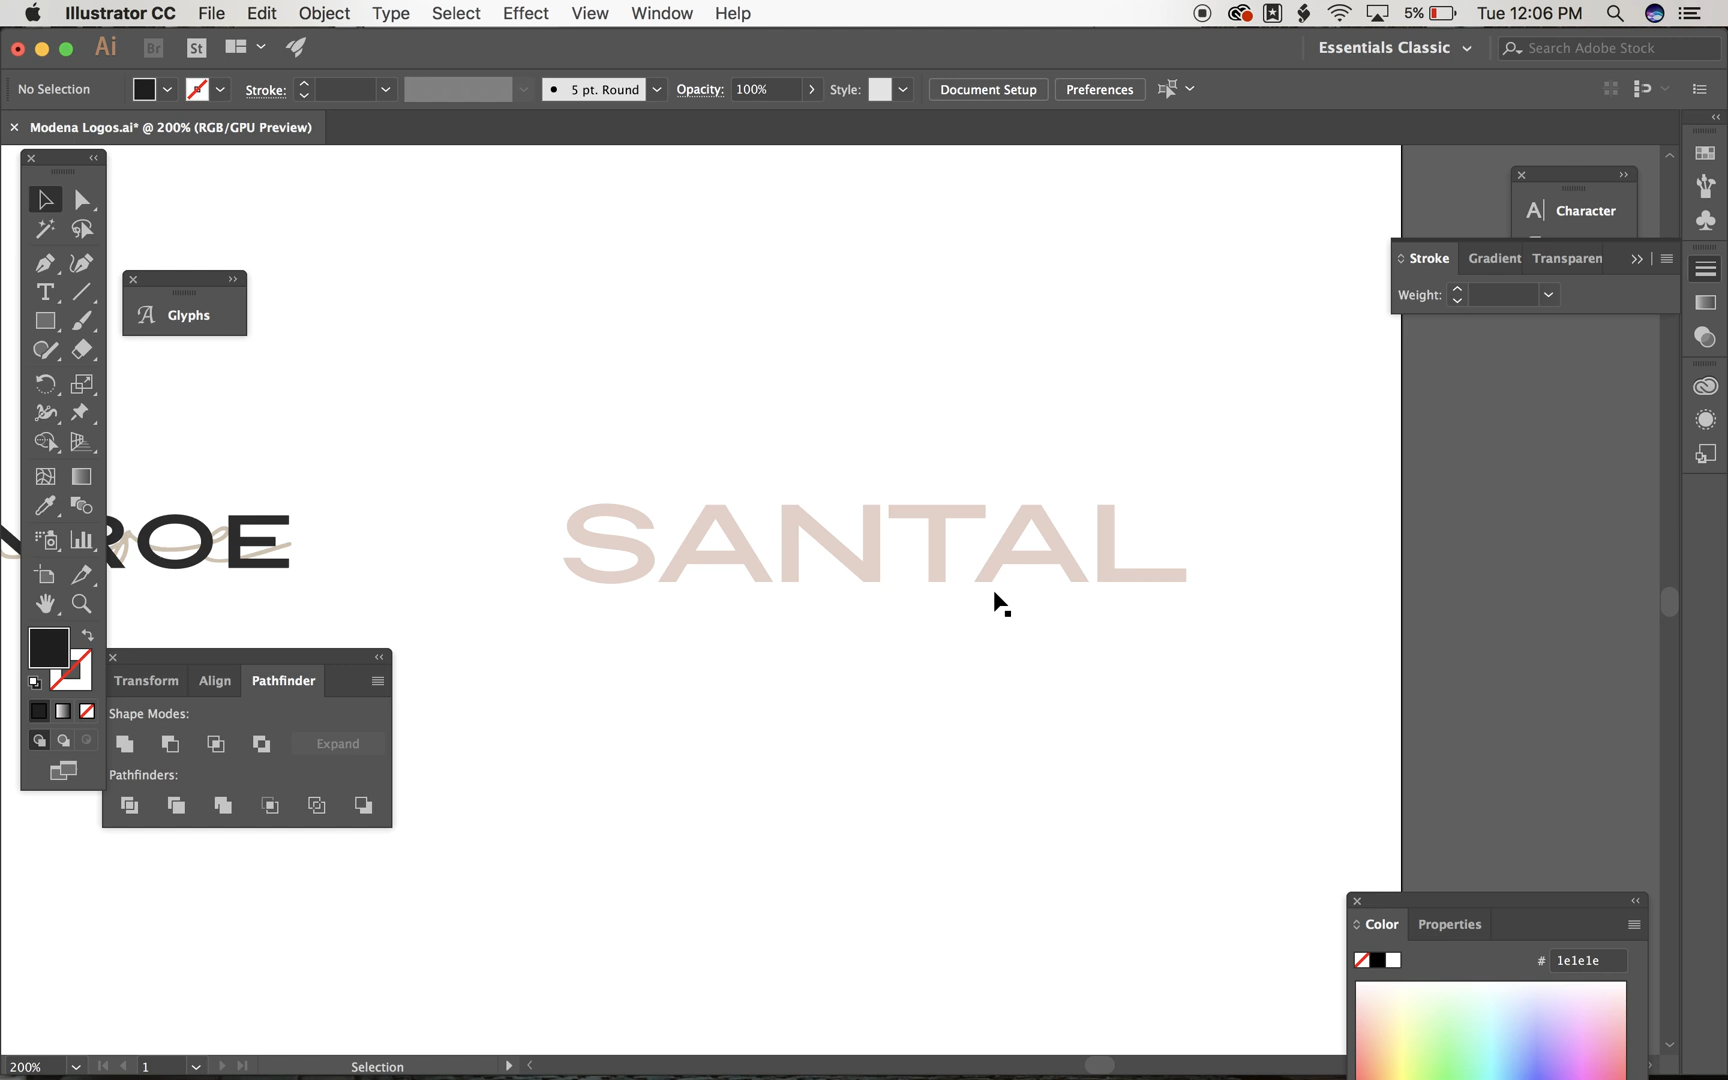 Illustrator CC File Edit Object Type Select Effect View Window Help 5% Tue 12:06 PM
Ai Br St Essentials Classic Search Adobe Stock
No Selection Stroke: 5 pt. Round Opacity: 100% Style: Document Setup Preferences
Modena Logos.ai* @ 200% (RGB/GPU Preview)
A Character
Stroke Gradient Transparen
Weight:
A Glyphs
T
ROE
SANTAL
Transform Align Pathfinder
Shape Modes:
Expand
Pathfinders:
Color Properties
# 1e1e1e
200% 1 Selection